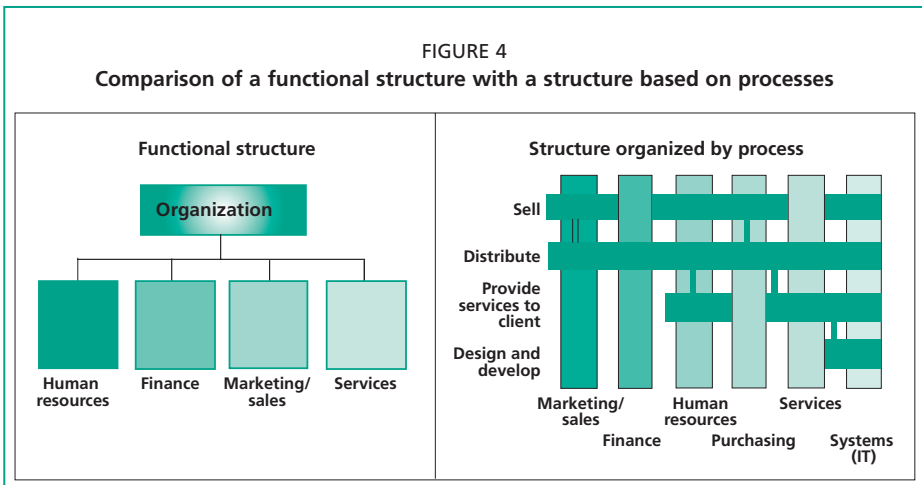 FIGURE 4
Comparison of a functional structure with a structure based on processes
Functional structure
Organization
Human
resources
Finance
Marketing/
sales
Services
Structure organized by process
Sell
Distribute
Provide
services to
client
Design and
develop
Marketing/
sales
Finance
Human
resources
Purchasing
Services
Systems
(IT)